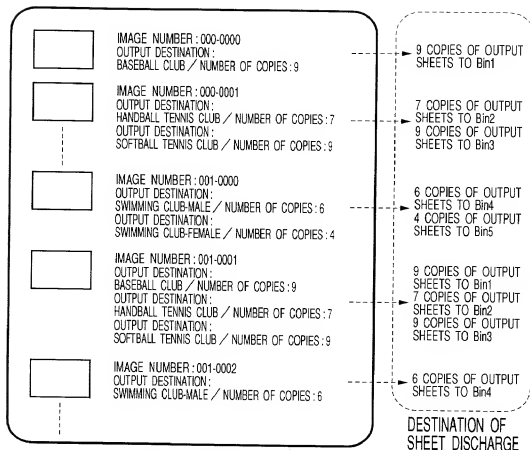 IMAGE NUMBER : 000-0000
OUTPUT DESTINATION :
BASEBALL CLUB / NUMBER OF COPIES : 9
9 COPIES OF OUTPUT
SHEETS TO Bin1
IMAGE NUMBER : 000-0001
OUTPUT DESTINATION :
HANDBALL TENNIS CLUB / NUMBER OF COPIES : 7
OUTPUT DESTINATION :
SOFTBALL TENNIS CLUB / NUMBER OF COPIES : 9
7 COPIES OF OUTPUT
SHEETS TO Bin2
9 COPIES OF OUTPUT
SHEETS TO Bin3
IMAGE NUMBER : 001-0000
OUTPUT DESTINATION :
SWIMMING CLUB-MALE / NUMBER OF COPIES : 6
OUTPUT DESTINATION :
SWIMMING CLUB-FEMALE / NUMBER OF COPIES : 4
6 COPIES OF OUTPUT
SHEETS TO Bin4
4 COPIES OF OUTPUT
SHEETS TO Bin5
IMAGE NUMBER : 001-0001
OUTPUT DESTINATION :
BASEBALL CLUB / NUMBER OF COPIES : 9
OUTPUT DESTINATION :
HANDBALL TENNIS CLUB / NUMBER OF COPIES : 7
OUTPUT DESTINATION :
SOFTBALL TENNIS CLUB / NUMBER OF COPIES : 9
9 COPIES OF OUTPUT
SHEETS TO Bin1
7 COPIES OF OUTPUT
SHEETS TO Bin2
9 COPIES OF OUTPUT
SHEETS TO Bin3
IMAGE NUMBER : 001-0002
OUTPUT DESTINATION :
SWIMMING CLUB-MALE / NUMBER OF COPIES : 6
6 COPIES OF OUTPUT
SHEETS TO Bin4
DESTINATION OF
SHEET DISCHARGE